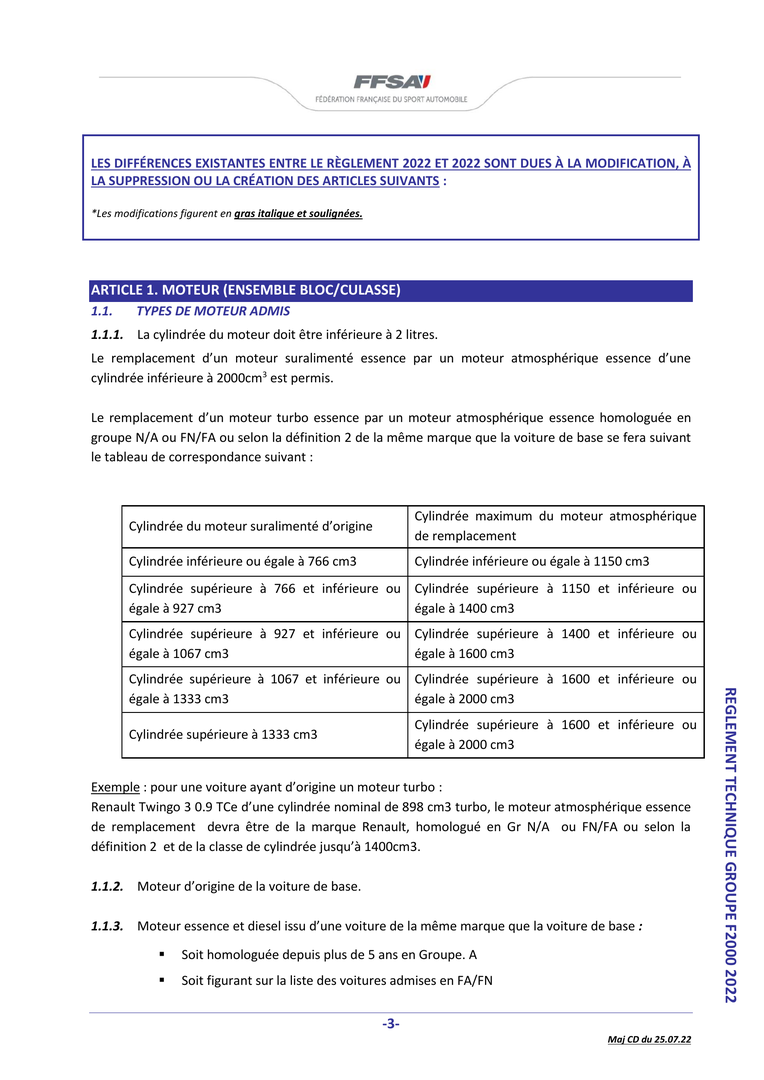 FFSA
FÉDÉRATION FRANÇAISE DU SPORT AUTOMOBILE
LES DIFFÉRENCES EXISTANTES ENTRE LE RÈGLEMENT 2022 ET 2022 SONT DUES À LA MODIFICATION, À
LA SUPPRESSION OU LA CRÉATION DES ARTICLES SUIVANTS :
*Les modifications figurent en gras italique et soulignées.
ARTICLE 1. MOTEUR (ENSEMBLE BLOC/CULASSE)
1.1. TYPES DE MOTEUR ADMIS
1.1.1. La cylindrée du moteur doit être inférieure à 2 litres.
Le remplacement d’un moteur suralimenté essence par un moteur atmosphérique essence d’une
cylindrée inférieure à 2000cm³ est permis.
Le remplacement d’un moteur turbo essence par un moteur atmosphérique essence homologuée en
groupe N/A ou FN/FA ou selon la définition 2 de la même marque que la voiture de base se fera suivant
le tableau de correspondance suivant :
Cylindrée du moteur suralimenté d’origine
Cylindrée maximum du moteur atmosphérique
de remplacement
Cylindrée inférieure ou égale à 766 cm3
Cylindrée inférieure ou égale à 1150 cm3
Cylindrée supérieure à 766 et inférieure ou
égale à 927 cm3
Cylindrée supérieure à 1150 et inférieure ou
égale à 1400 cm3
Cylindrée supérieure à 927 et inférieure ou
égale à 1067 cm3
Cylindrée supérieure à 1400 et inférieure ou
égale à 1600 cm3
Cylindrée supérieure à 1067 et inférieure ou
égale à 1333 cm3
Cylindrée supérieure à 1600 et inférieure ou
égale à 2000 cm3
Cylindrée supérieure à 1333 cm3
Cylindrée supérieure à 1600 et inférieure ou
égale à 2000 cm3
Exemple : pour une voiture ayant d’origine un moteur turbo :
Renault Twingo 3 0.9 TCe d’une cylindrée nominal de 898 cm3 turbo, le moteur atmosphérique essence
de remplacement devra être de la marque Renault, homologué en Gr N/A ou FN/FA ou selon la
définition 2 et de la classe de cylindrée jusqu’à 1400cm3.
1.1.2. Moteur d’origine de la voiture de base.
1.1.3. Moteur essence et diesel issu d’une voiture de la même marque que la voiture de base :
▪ Soit homologuée depuis plus de 5 ans en Groupe. A
▪ Soit figurant sur la liste des voitures admises en FA/FN
REGLEMENT TECHNIQUE GROUPE F2000 2022
-3-
Maj CD du 25.07.22